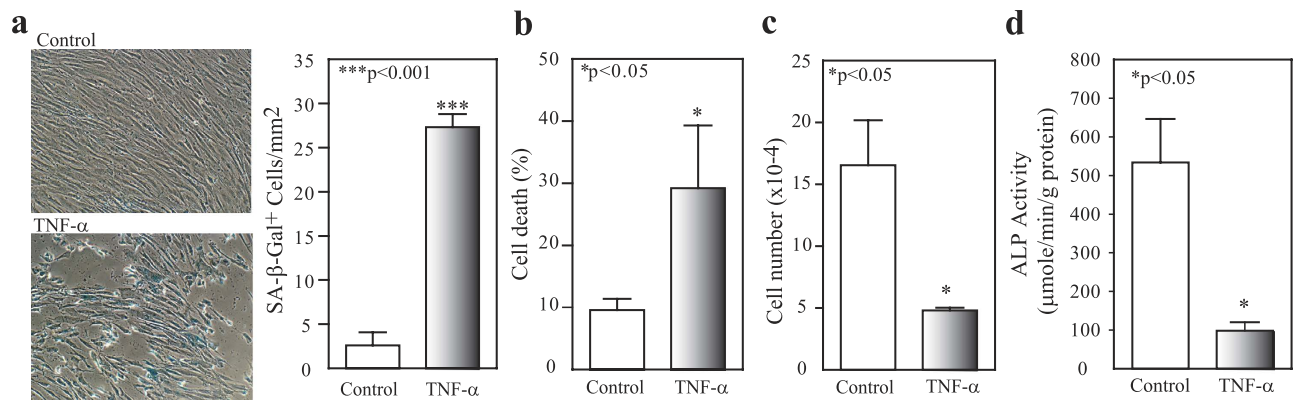 a
Control
TNF-α
SA-β-Gal⁺ Cells/mm2
35
30
25
20
15
10
5
0
***p<0.001
***
Control
TNF-α
b
Cell death (%)
50
40
30
20
10
0
*p<0.05
*
Control
TNF-α
c
Cell number (x10-4)
25
20
15
10
5
0
*p<0.05
*
Control
TNF-α
d
ALP Activity
(μmole/min/g protein)
800
700
600
500
400
300
200
100
0
*p<0.05
*
Control
TNF-α